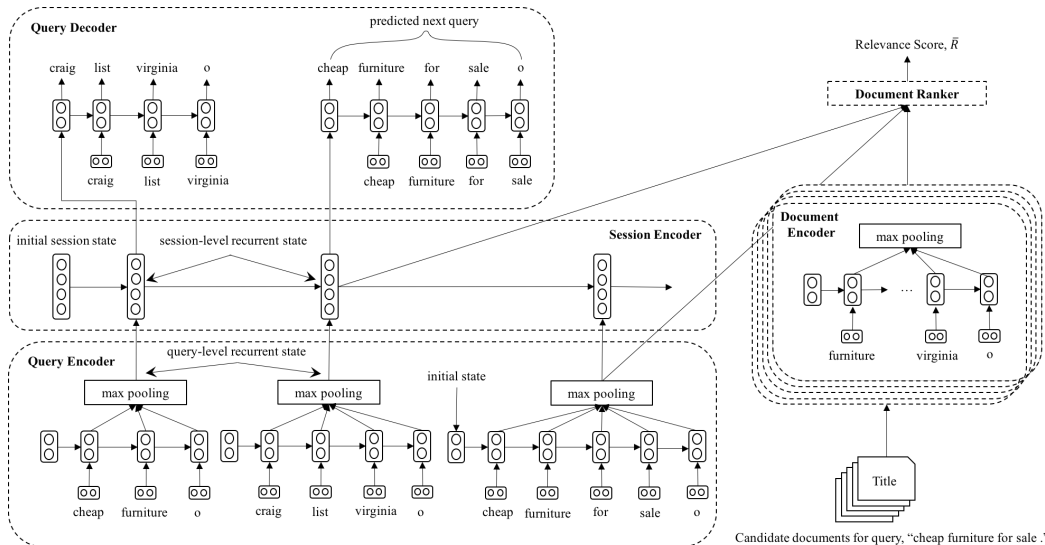 Query Decoder
predicted next query
craig list virginia o
cheap furniture for sale o
craig list virginia
cheap furniture for sale
Relevance Score, R̄
Document Ranker
initial session state
session-level recurrent state
Session Encoder
Document
Encoder
max pooling
...
furniture virginia o
Query Encoder
query-level recurrent state
initial state
max pooling
max pooling
max pooling
cheap furniture o
craig list virginia o
cheap furniture for sale o
Title
Candidate documents for query, “cheap furniture for sale .”